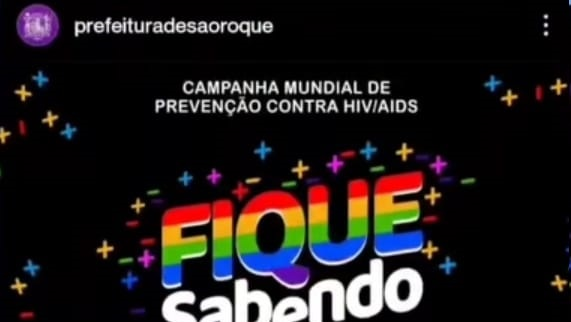 prefeituradesaoroque
CAMPANHA MUNDIAL DE
PREVENÇÃO CONTRA HIV/AIDS
FIQUE
Sabendo